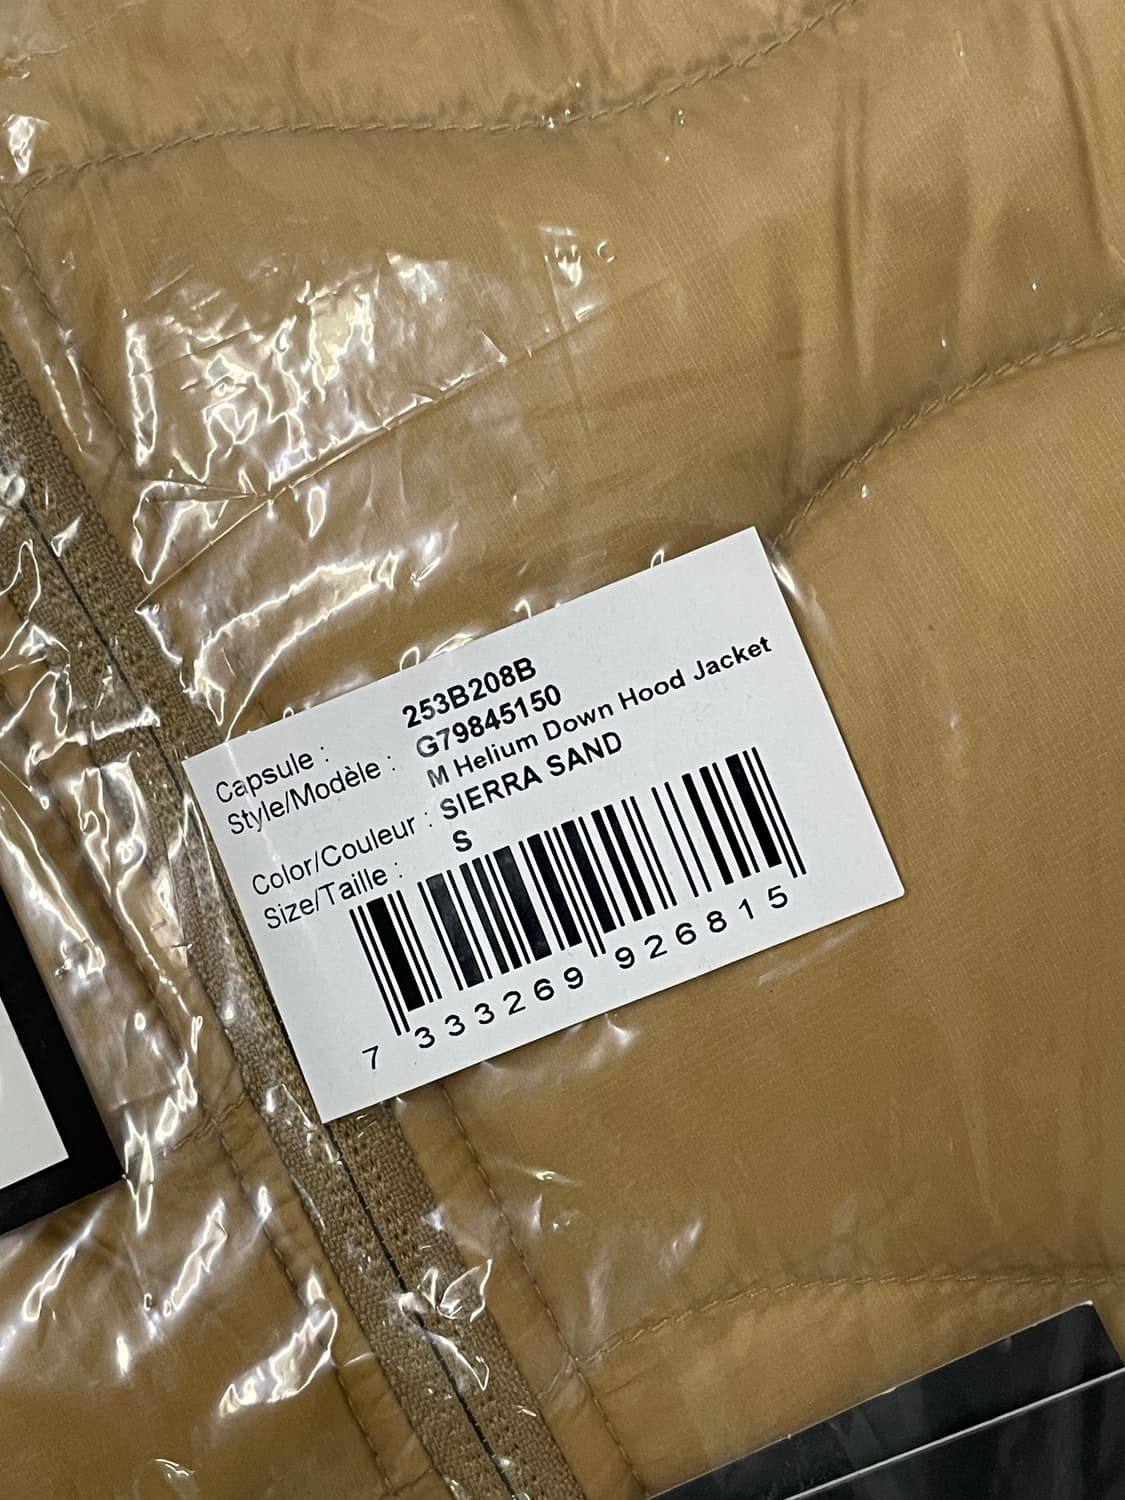 Capsule : 253B208B
Style/Modèle : G79845150
M Helium Down Hood Jacket
Color/Couleur : SIERRA SAND
Size/Taille : S
7 333269 926815